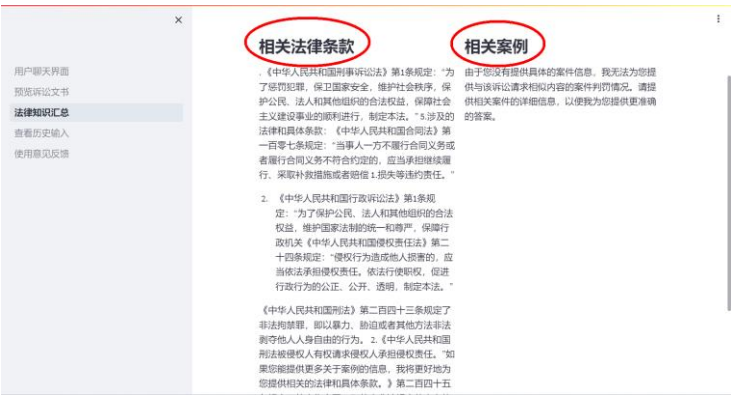 ×
用户聊天界面
预览诉讼文书
法律知识汇总
查看历史输入
使用意见反馈
相关法律条款
.《中华人民共和国刑事诉讼法》第1条规定：“为
了惩罚犯罪，保卫国家安全，维护社会秩序，保
护公民、法人和其他组织的合法权益，保障社会
主义建设事业的顺利进行，制定本法。”5.涉及的
法律和具体条款：《中华人民共和国合同法》第
一百零七条规定：“当事人一方不履行合同义务或
者履行合同义务不符合约定的，应当承担继续履
行、采取补救措施或者赔偿1.损失等违约责任。”
2. 《中华人民共和国行政诉讼法》第1条规
定：“为了保护公民、法人和其他组织的合法
权益，维护国家法制的统一和尊严，保障行
政机关《中华人民共和国侵权责任法》第二
十四条规定：“侵权行为造成他人损害的，应
当依法承担侵权责任。依法行使职权，促进
行政行为的公正、公开、透明，制定本法。”
《中华人民共和国刑法》第二百四十三条规定了
非法拘禁罪，即以暴力、胁迫或者其他方法非法
剥夺他人人身自由的行为。2.《中华人民共和国
刑法被侵权人有权请求侵权人承担侵权责任。”如
果您能提供更多关于案例的信息，我将更好地为
您提供相关的法律和具体条款。》第二百四十五
相关案例
由于您没有提供具体的案件信息，我无法为您提
供与该诉讼请求相似内容的案件判罚情况。请提
供相关案件的详细信息，以便我为您提供更准确
的答案。